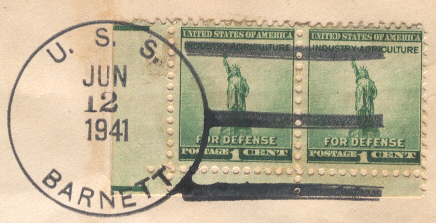 U. S. S.
JUN
12
1941
BARNETT
UNITED STATES OF AMERICA
INDUSTRY-AGRICULTURE
FOR DEFENSE
POSTAGE 1 CENT
UNITED STATES OF AMERICA
INDUSTRY-AGRICULTURE
FOR DEFENSE
POSTAGE 1 CENT